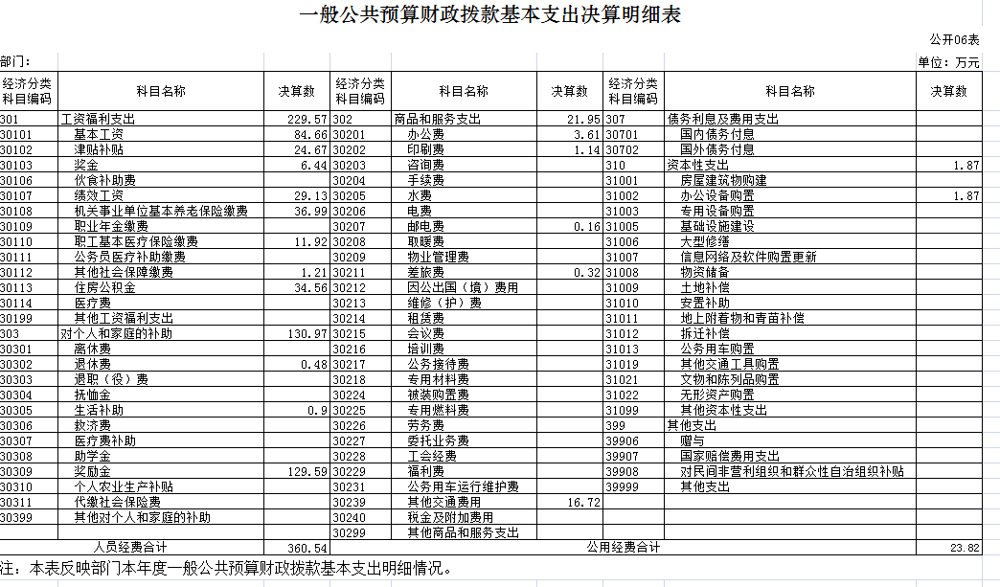 一般公共预算财政拨款基本支出决算明细表
公开06表
部门： 单位：万元
经济分类科目编码 科目名称 决算数 经济分类科目编码 科目名称 决算数 经济分类科目编码 科目名称 决算数
301 工资福利支出 229.57 302 商品和服务支出 21.95 307 债务利息及费用支出
30101 基本工资 84.66 30201 办公费 3.61 30701 国内债务付息
30102 津贴补贴 24.67 30202 印刷费 1.14 30702 国外债务付息
30103 奖金 6.44 30203 咨询费 310 资本性支出 1.87
30106 伙食补助费 30204 手续费 31001 房屋建筑物购建
30107 绩效工资 29.13 30205 水费 31002 办公设备购置 1.87
30108 机关事业单位基本养老保险缴费 36.99 30206 电费 31003 专用设备购置
30109 职业年金缴费 30207 邮电费 0.16 31005 基础设施建设
30110 职工基本医疗保险缴费 11.92 30208 取暖费 31006 大型修缮
30111 公务员医疗补助缴费 30209 物业管理费 31007 信息网络及软件购置更新
30112 其他社会保障缴费 1.21 30211 差旅费 0.32 31008 物资储备
30113 住房公积金 34.56 30212 因公出国（境）费用 31009 土地补偿
30114 医疗费 30213 维修（护）费 31010 安置补助
30199 其他工资福利支出 30214 租赁费 31011 地上附着物和青苗补偿
303 对个人和家庭的补助 130.97 30215 会议费 31012 拆迁补偿
30301 离休费 30216 培训费 31013 公务用车购置
30302 退休费 0.48 30217 公务接待费 31019 其他交通工具购置
30303 退职（役）费 30218 专用材料费 31021 文物和陈列品购置
30304 抚恤金 30224 被装购置费 31022 无形资产购置
30305 生活补助 0.9 30225 专用燃料费 31099 其他资本性支出
30306 救济费 30226 劳务费 399 其他支出
30307 医疗费补助 30227 委托业务费 39906 赠与
30308 助学金 30228 工会经费 39907 国家赔偿费用支出
30309 奖励金 129.59 30229 福利费 39908 对民间非营利组织和群众性自治组织补贴
30310 个人农业生产补贴 30231 公务用车运行维护费 39999 其他支出
30311 代缴社会保险费 30239 其他交通费用 16.72
30399 其他对个人和家庭的补助 30240 税金及附加费用
30299 其他商品和服务支出
人员经费合计 360.54 公用经费合计 23.82
注：本表反映部门本年度一般公共预算财政拨款基本支出明细情况。